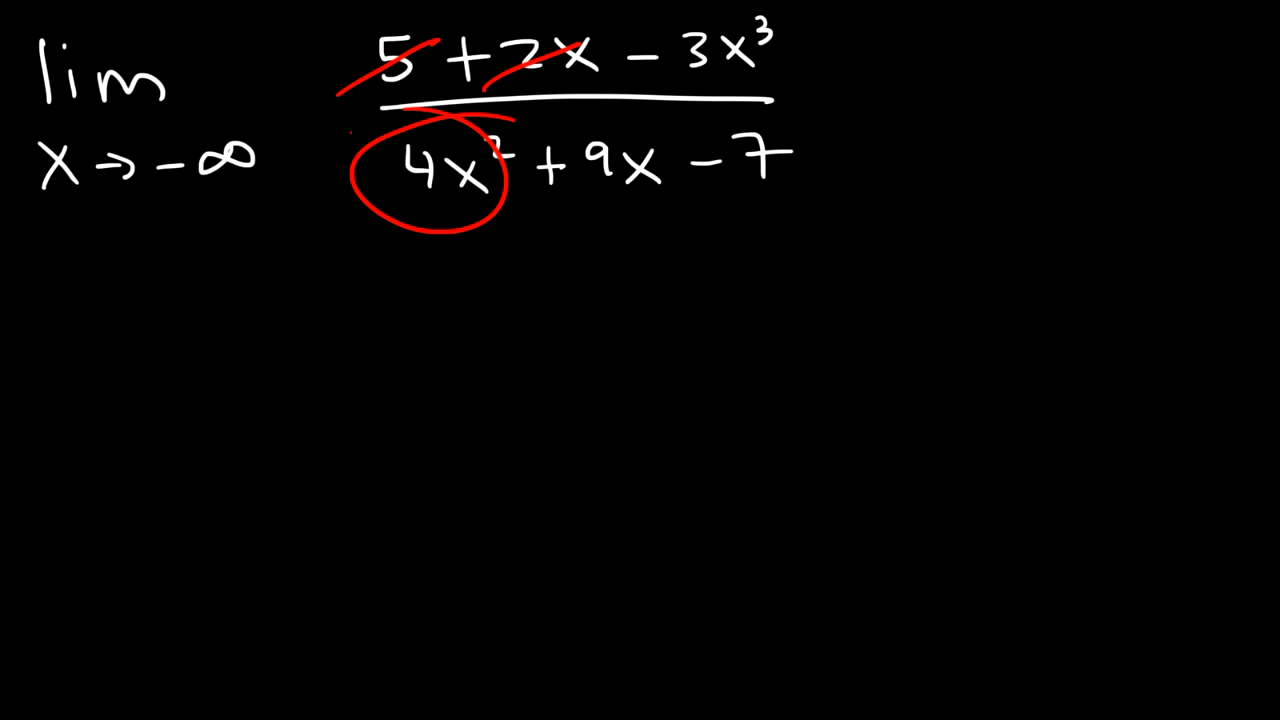 lim 5 + 2x - 3x³
x → -∞ 4x² + 9x - 7